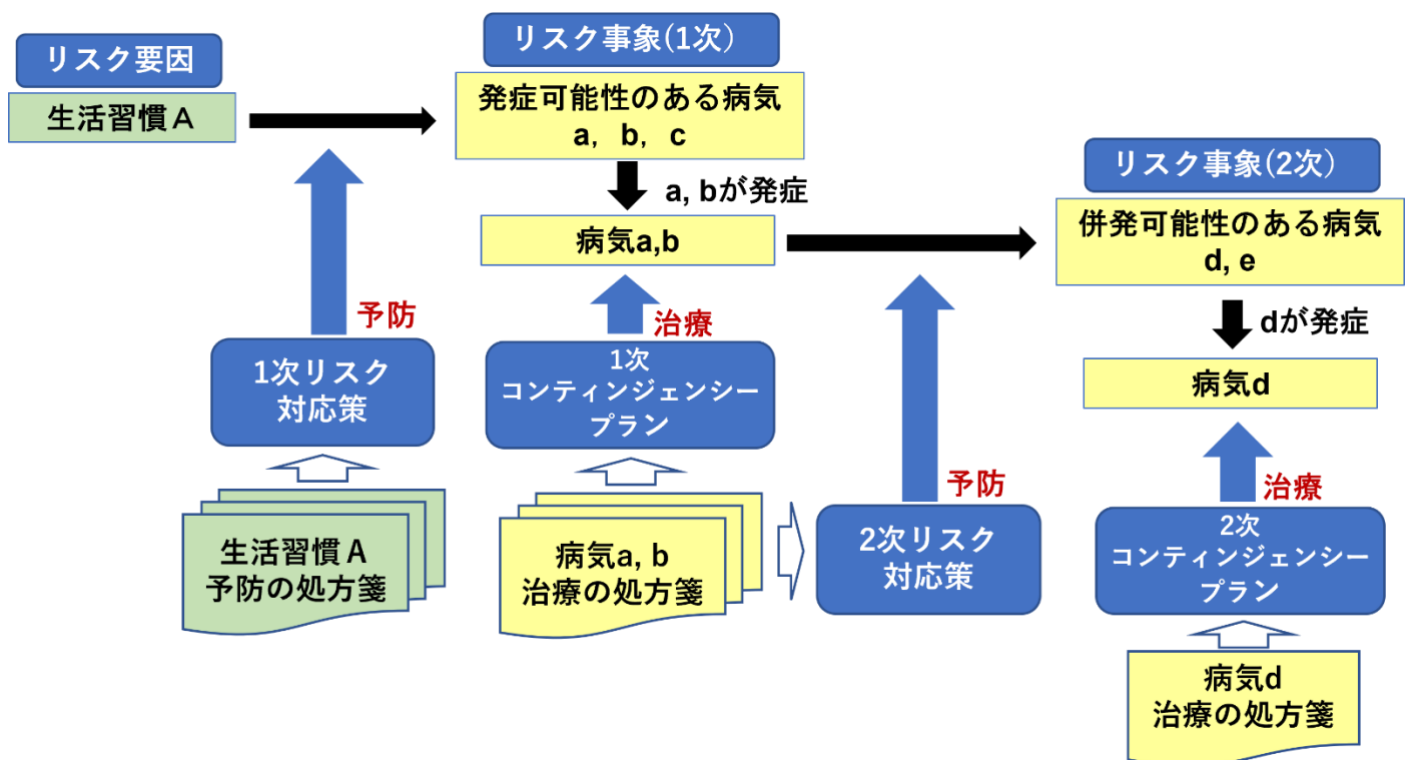 リスク要因
生活習慣A
リスク事象(1次)
発症可能性のある病気
a, b, c
a, bが発症
病気a,b
リスク事象(2次)
併発可能性のある病気
d, e
dが発症
病気d
予防
1次リスク
対応策
生活習慣A
予防の処方箋
治療
1次
コンティンジェンシー
プラン
病気a, b
治療の処方箋
予防
2次リスク
対応策
治療
2次
コンティンジェンシー
プラン
病気d
治療の処方箋